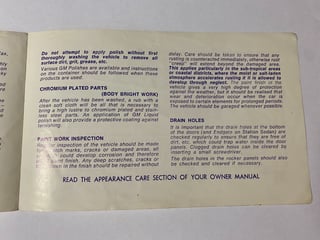 Do not attempt to apply polish without first
thoroughly washing the vehicle to remove all
surface dirt, grit, grease, etc.
Various GM Polishes are available and instructions
on the container should be followed when these
products are used.
CHROMIUM PLATED PARTS
(BODY BRIGHT WORK)
After the vehicle has been washed, a rub with a
clean soft cloth will be all that is necessary to
bring a high lustre to chromium plated and stain-
less steel parts. An application of GM Liquid
polish will also provide a protective coating against
tarnishing.
PAINT WORK INSPECTION
Regular inspection of the vehicle should be made
marks, cracks or damaged areas, all
could develop corrosion and therefore
finish. Any deep scratches, cracks or
in the finish should be repaired without
delay. Care should be taken to ensure that any
rusting is counteracted immediately, otherwise rust
"creep" will extend beyond the damaged area.
This applies particularly in the sub-tropical areas
or coastal districts, where the moist or salt-laden
atmosphere accelerates rusting if it is allowed to
develop through neglect. The paint finish in the
vehicle gives a very high degree of protection
against the weather, but it should be realised that
wear and deterioration occur when the car is
exposed to certain elements for prolonged periods.
The vehicle should be garaged whenever possible.
DRAIN HOLES
It is important that the drain holes at the bottom
of the doors (and Endgate on Station Sedan) are
checked regularly to ensure that they are free of
dirt, etc. which could trap water inside the door
panels. Clogged drain holes can be cleared by
inserting a small screwdriver.
The drain holes in the rocker panels should also
be checked and cleared if necessary.
READ THE APPEARANCE CARE SECTION OF YOUR OWNER MANUAL